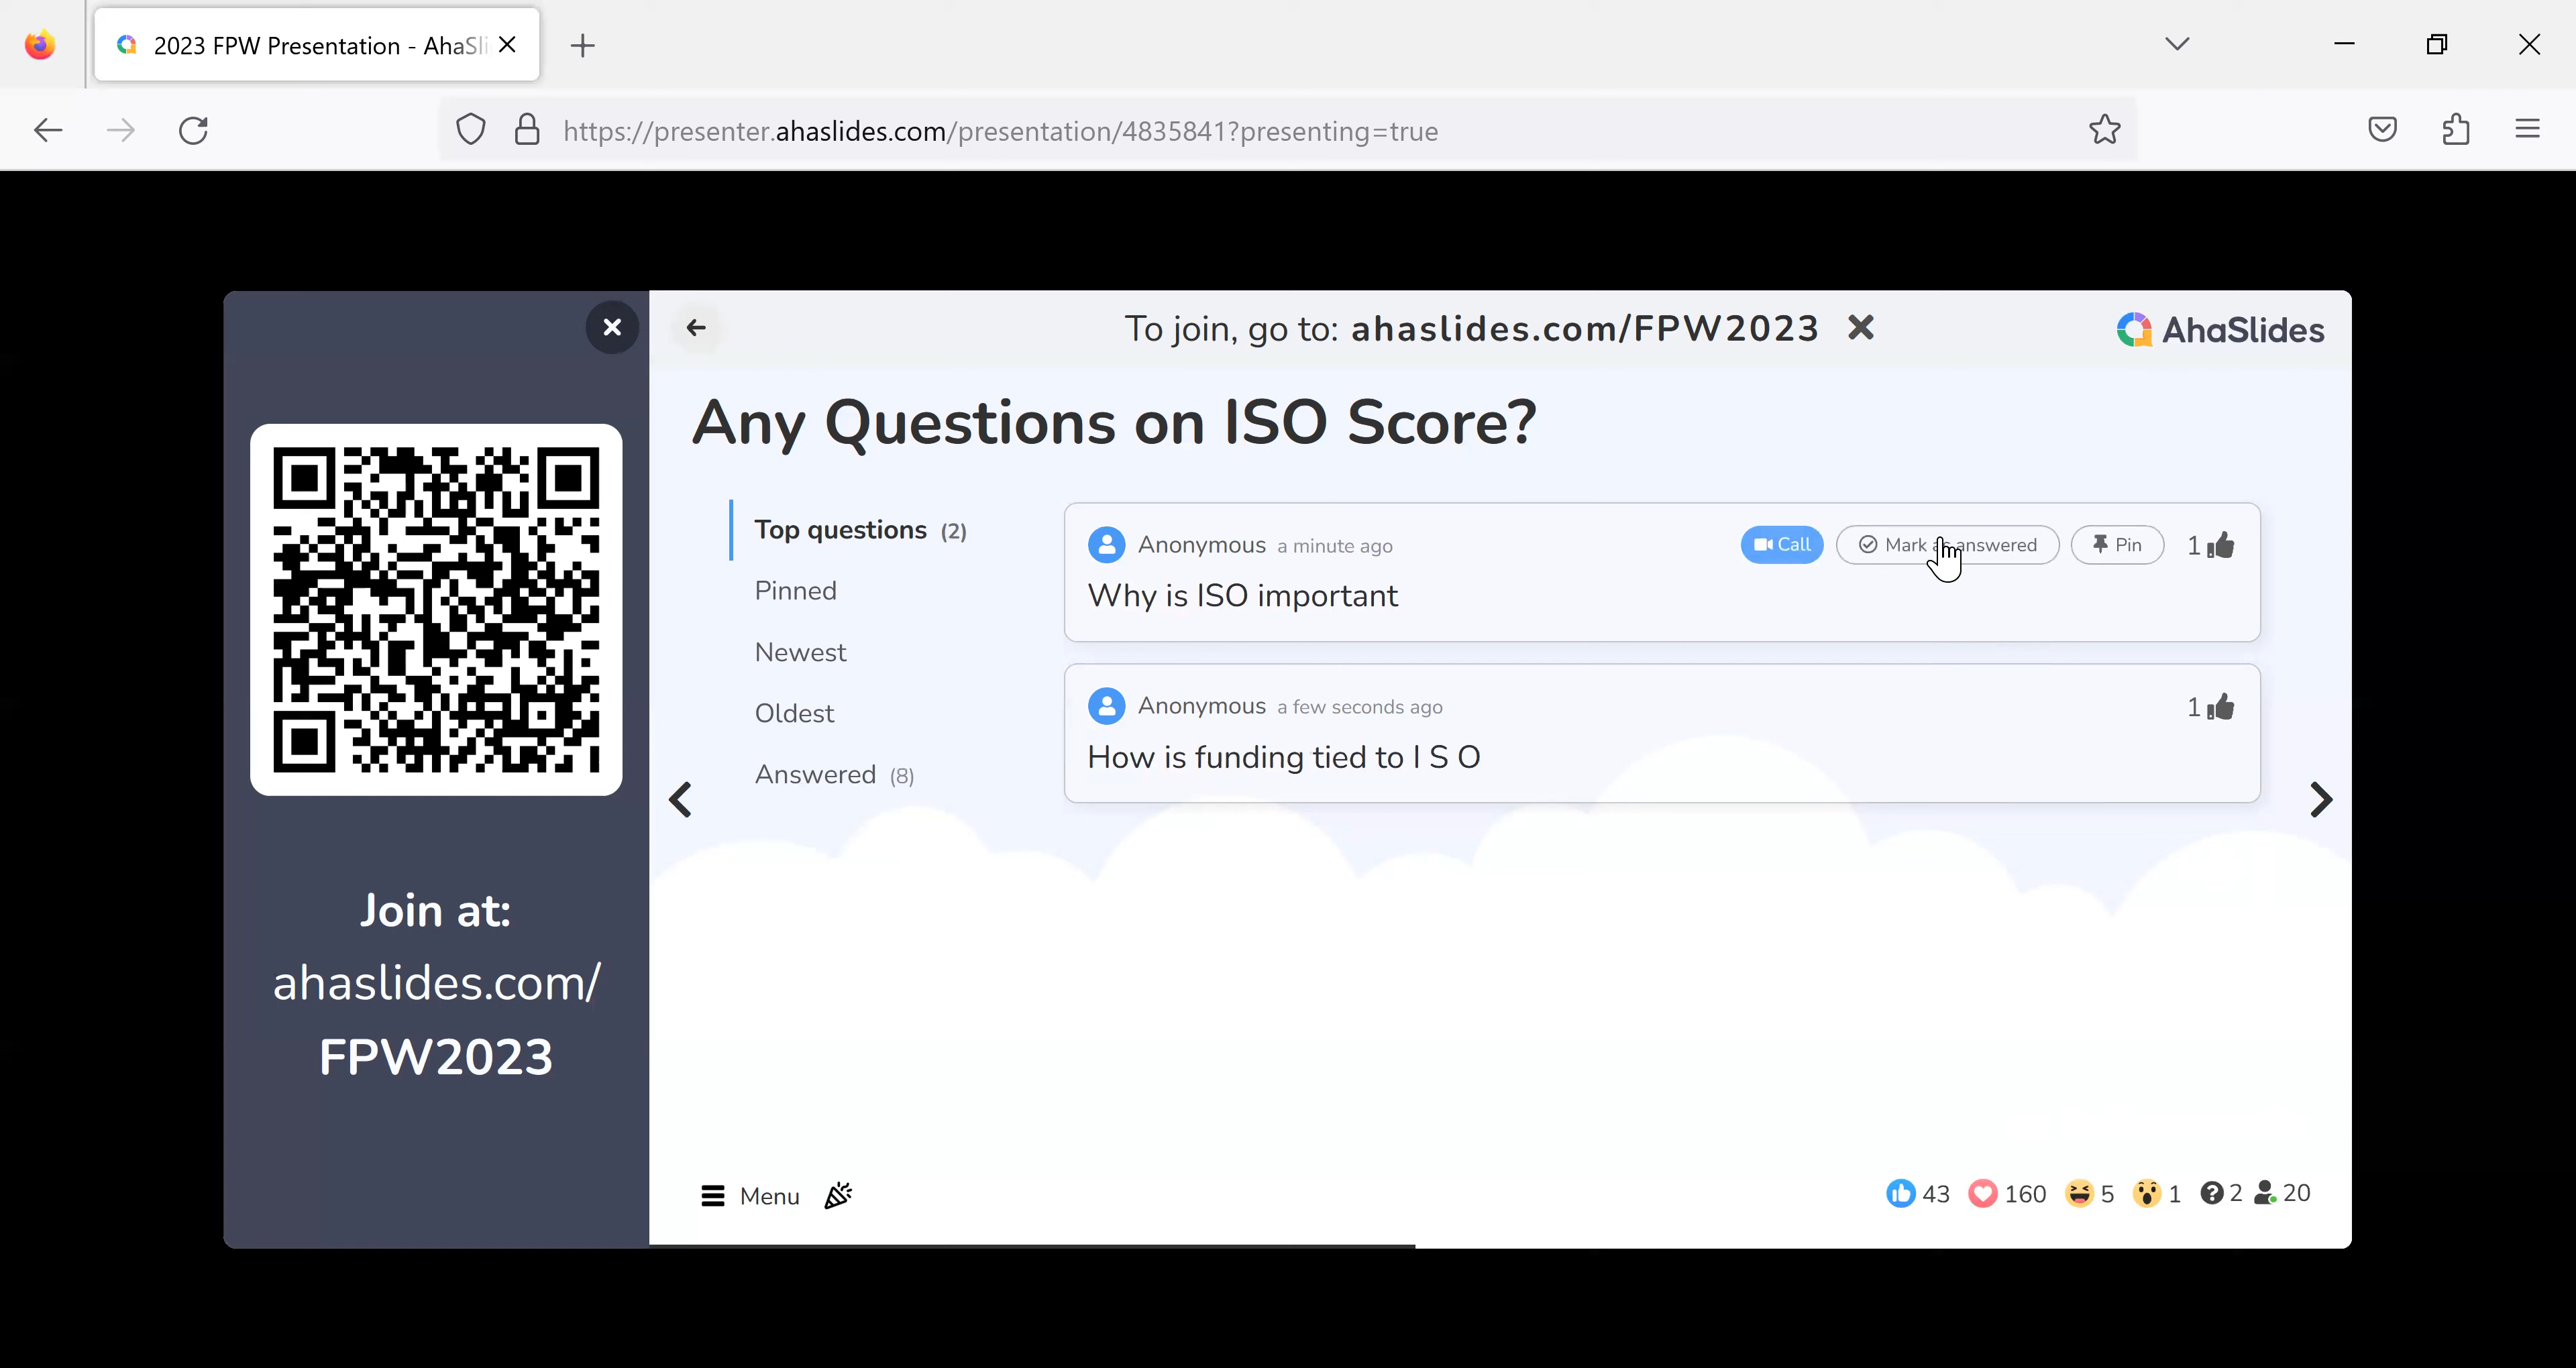 2023 FPW Presentation - AhaSli
https://presenter.ahaslides.com/presentation/4835841?presenting=true
To join, go to: ahaslides.com/FPW2023
AhaSlides
Any Questions on ISO Score?
Top questions (2)
Pinned
Newest
Oldest
Answered (8)
Anonymous a minute ago
Call
Mark as answered
Pin
1
Why is ISO important
Anonymous a few seconds ago
1
How is funding tied to I S O
Join at:
ahaslides.com/
FPW2023
Menu
43 160 5 1 2 20